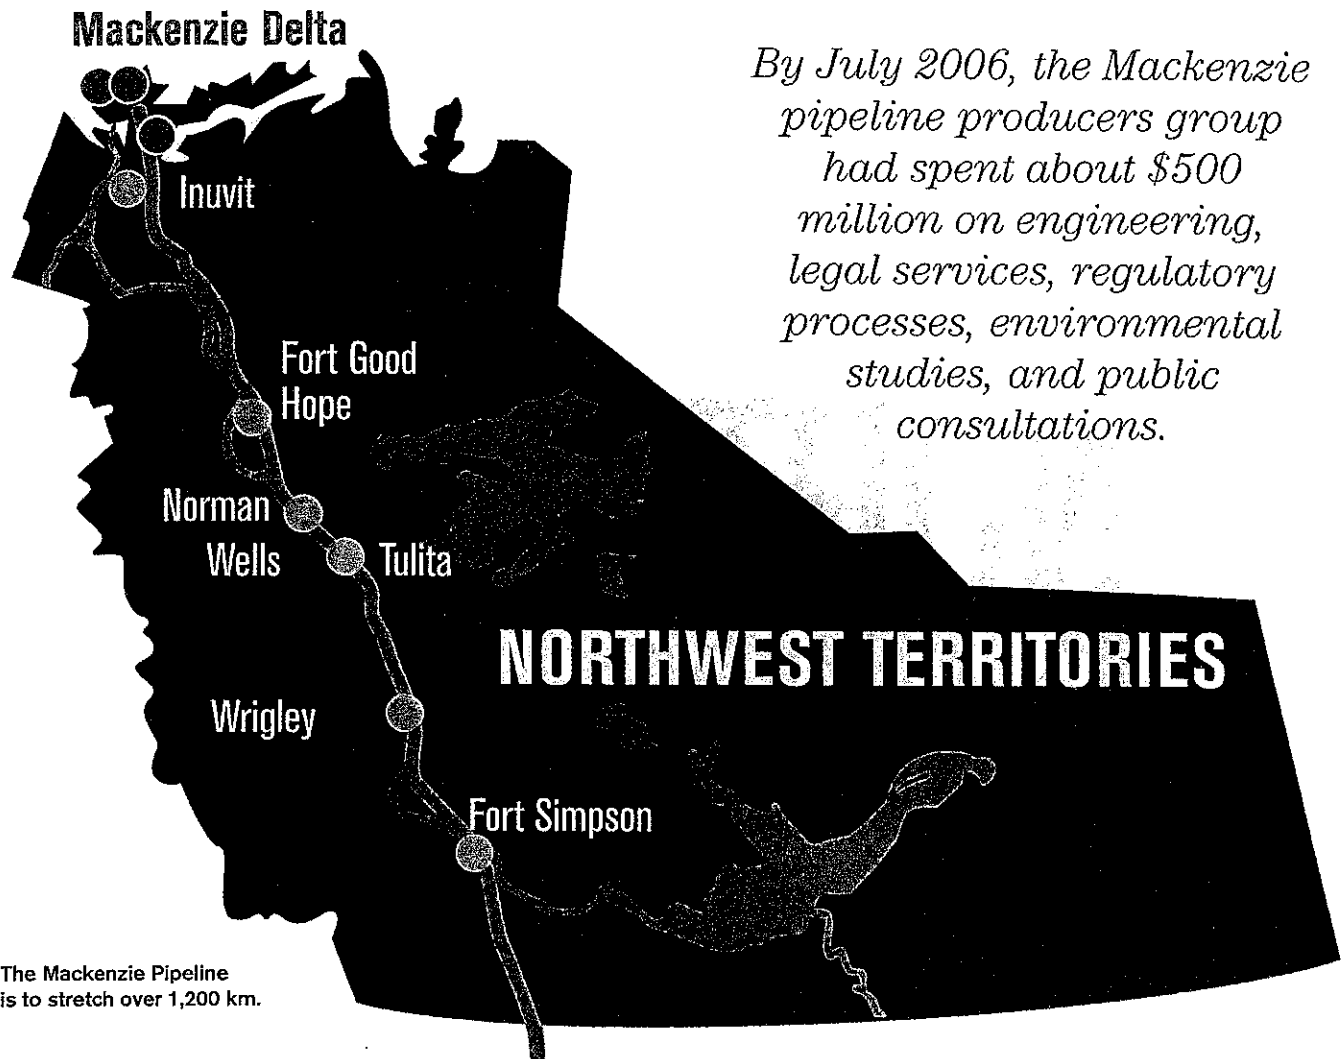 Mackenzie Delta
By July 2006, the Mackenzie
pipeline producers group
had spent about $500
million on engineering,
legal services, regulatory
processes, environmental
studies, and public
consultations.
Inuvit
Fort Good
Hope
Norman
Wells
Tulita
NORTHWEST TERRITORIES
Wrigley
Fort Simpson
The Mackenzie Pipeline
is to stretch over 1,200 km.